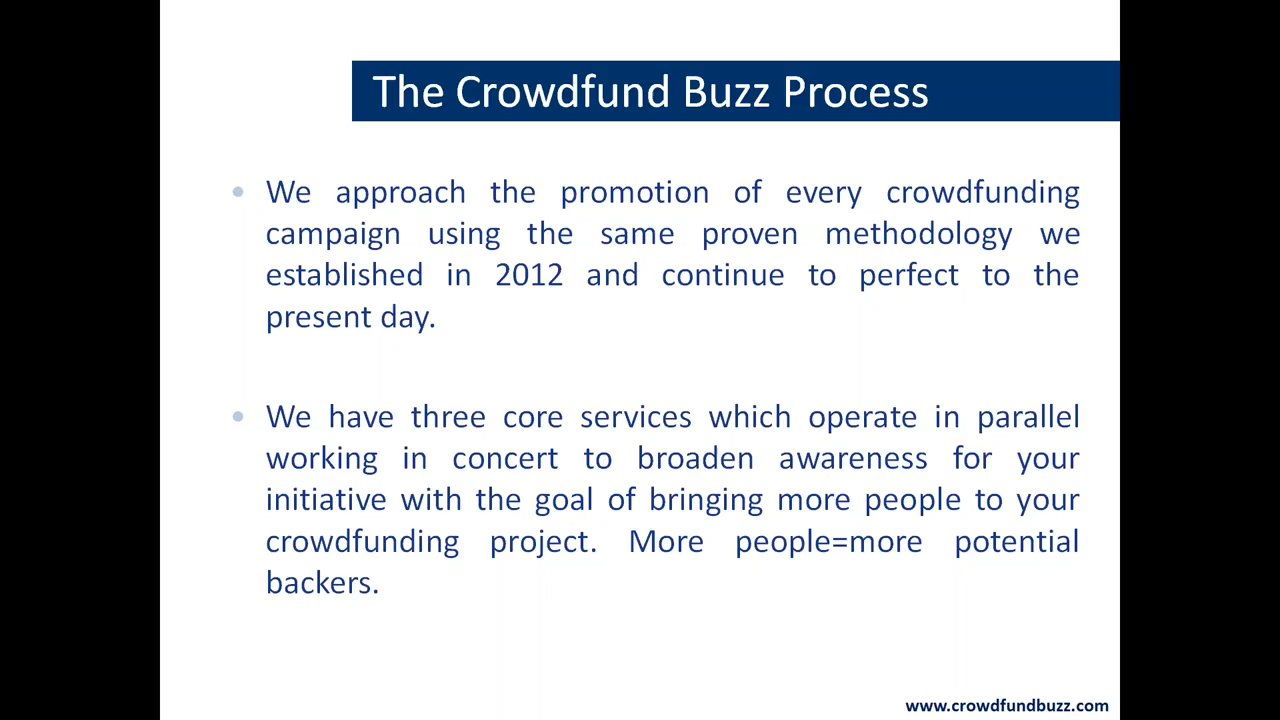 The Crowdfund Buzz Process
• We approach the promotion of every crowdfunding
campaign using the same proven methodology we
established in 2012 and continue to perfect to the
present day.
• We have three core services which operate in parallel
working in concert to broaden awareness for your
initiative with the goal of bringing more people to your
crowdfunding project. More people=more potential
backers.
www.crowdfundbuzz.com